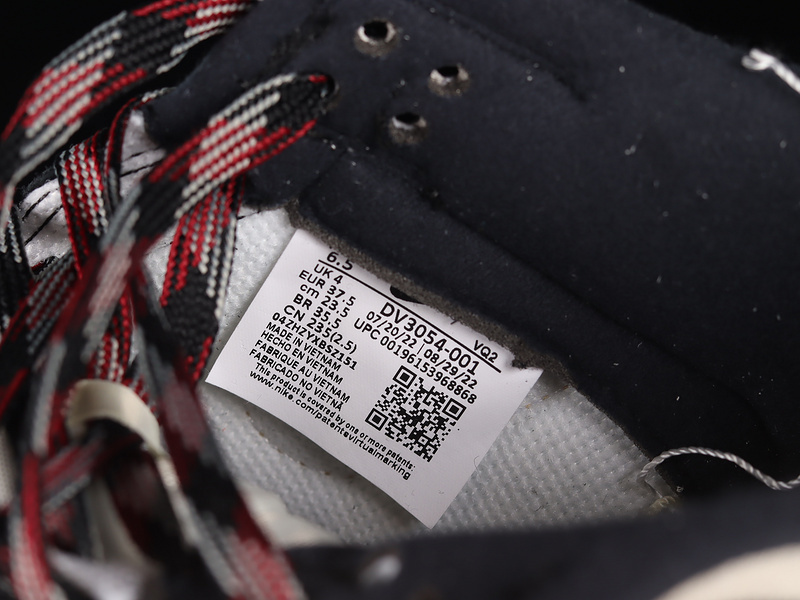 6.5
UK 4
EUR 37.5
cm 23.5
BR 35.5
CN 235(2.5)
04ZHZYXBSZ1S1
MADE IN VIETNAM
HECHO EN VIETNAM
FABRIQUE AU VIETNAM
FABRICADO NO VIETNÃ
This product is covered by one or more patents:
www.nike.com/patentsvirtualmarking
VQ2
DV3054-001
07/20/22 08/29/22
UPC 00196153968868